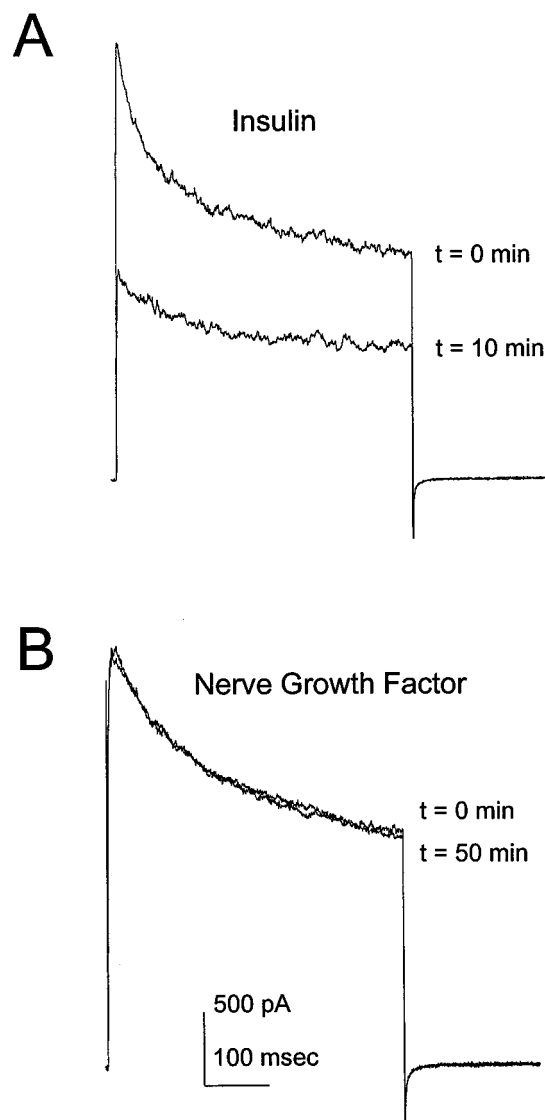 A
Insulin
t = 0 min
t = 10 min
B
Nerve Growth Factor
t = 0 min
t = 50 min
500 pA
100 msec